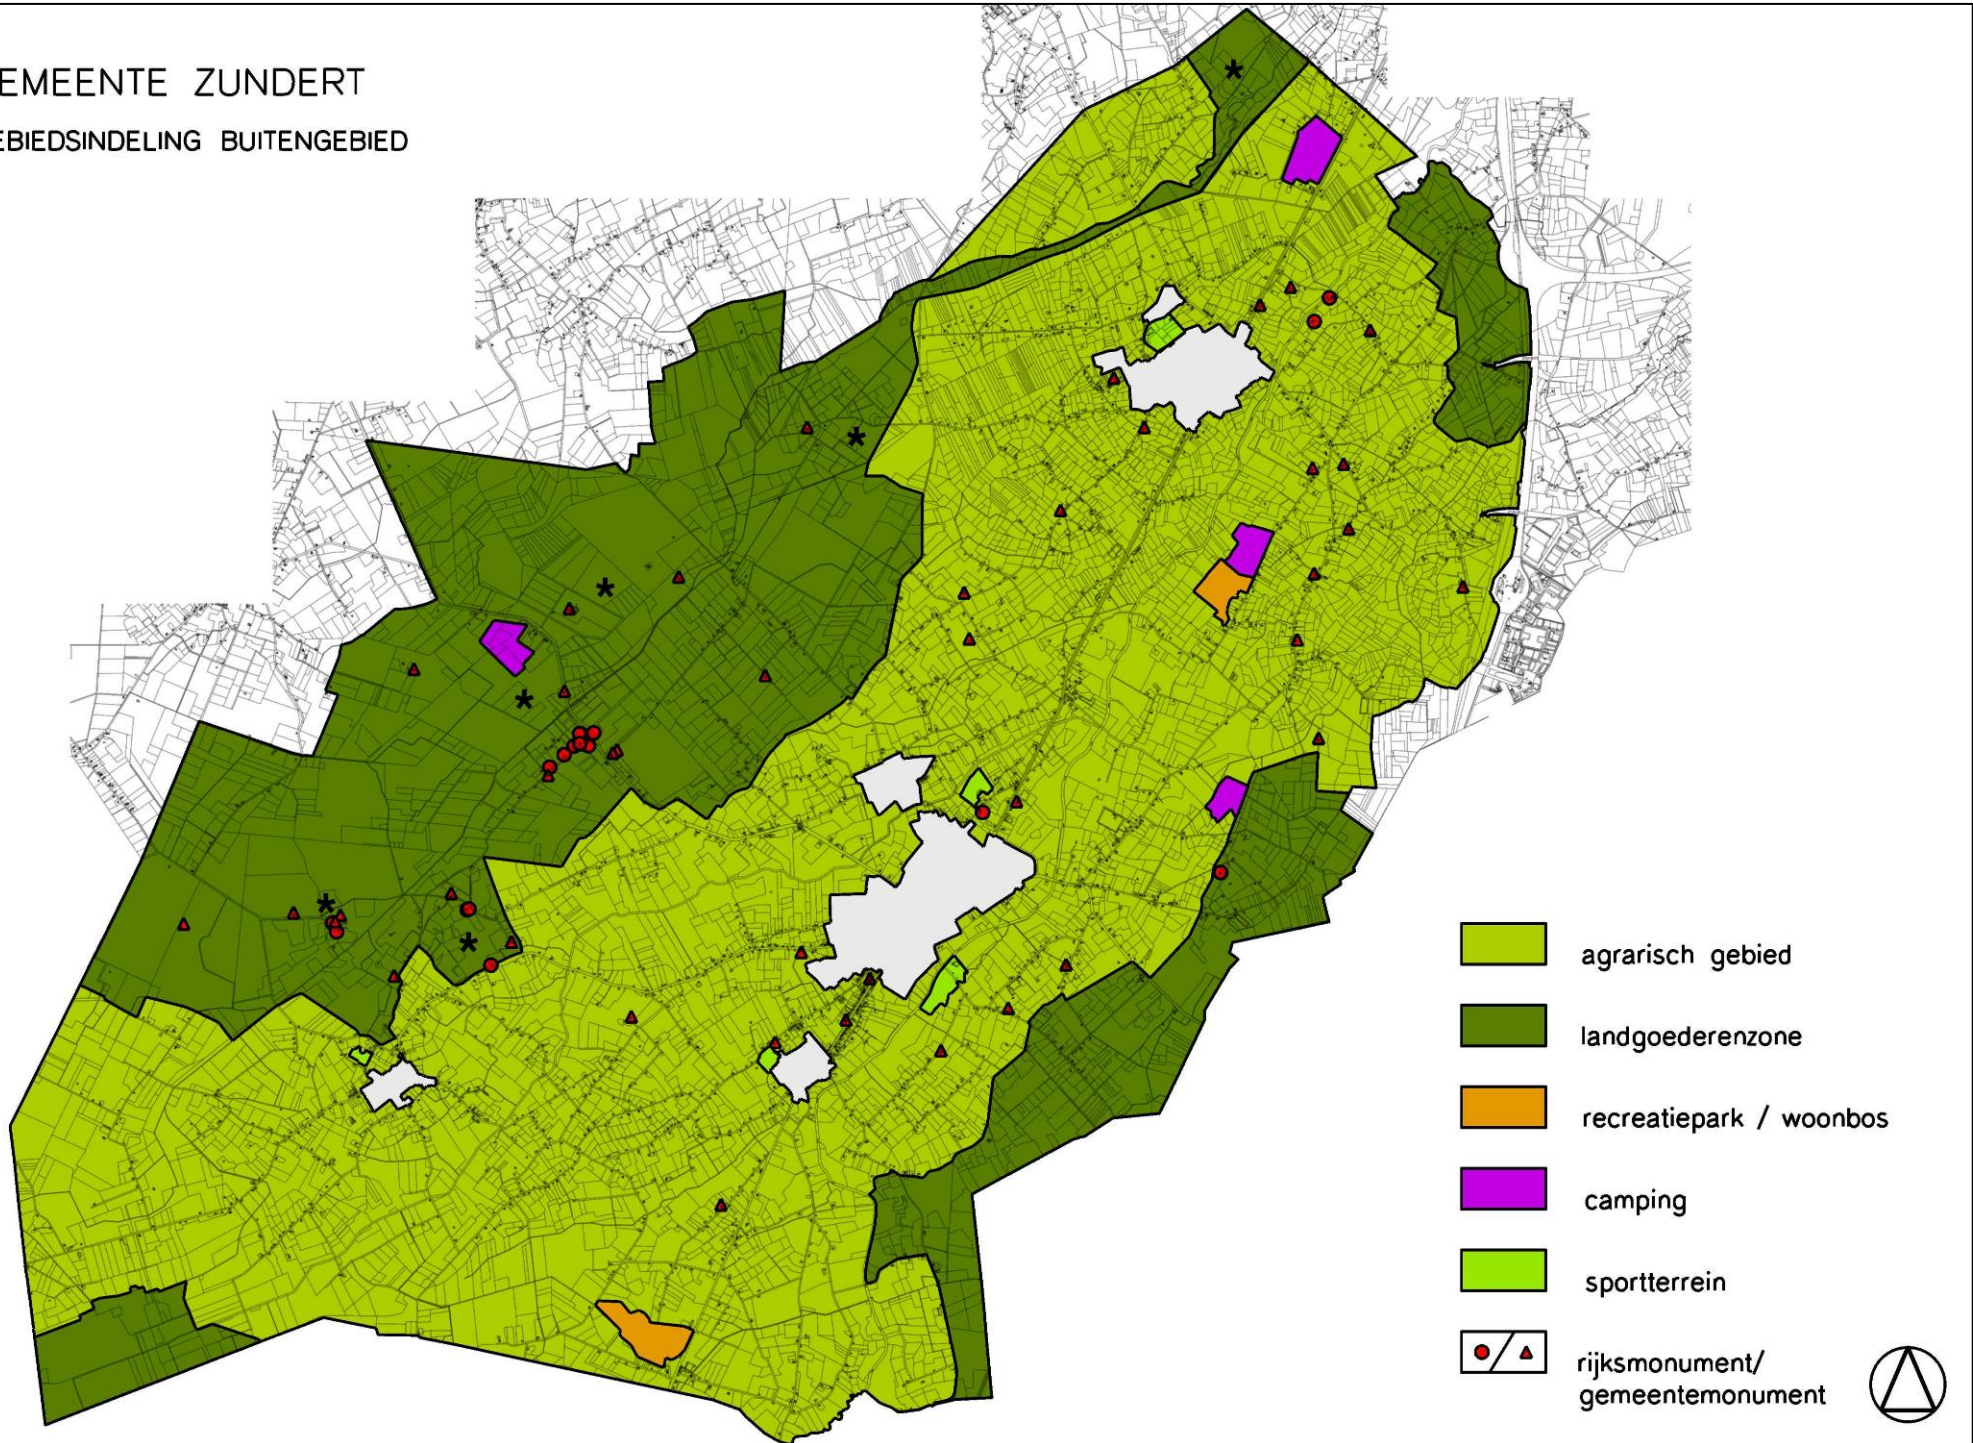 EMEENTE ZUNDERT
EBIEDSINDELING BUITENGEBIED
agrarisch gebied
landgoederenzone
recreatiepark / woonbos
camping
sportterrein
rijksmonument/
gemeentemonument